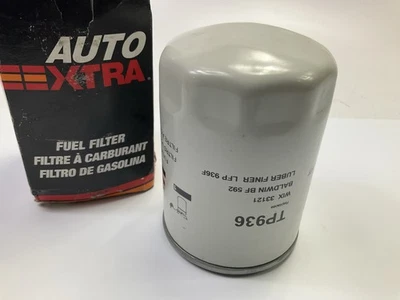 AUTO
EXTRA
FUEL FILTER
FILTRE À CARBURANT
FILTRO DE GASOLINA
TP936
REPLACES
WIX 33121
BALDWIN BF 592
LUBER FINER LFP 936F